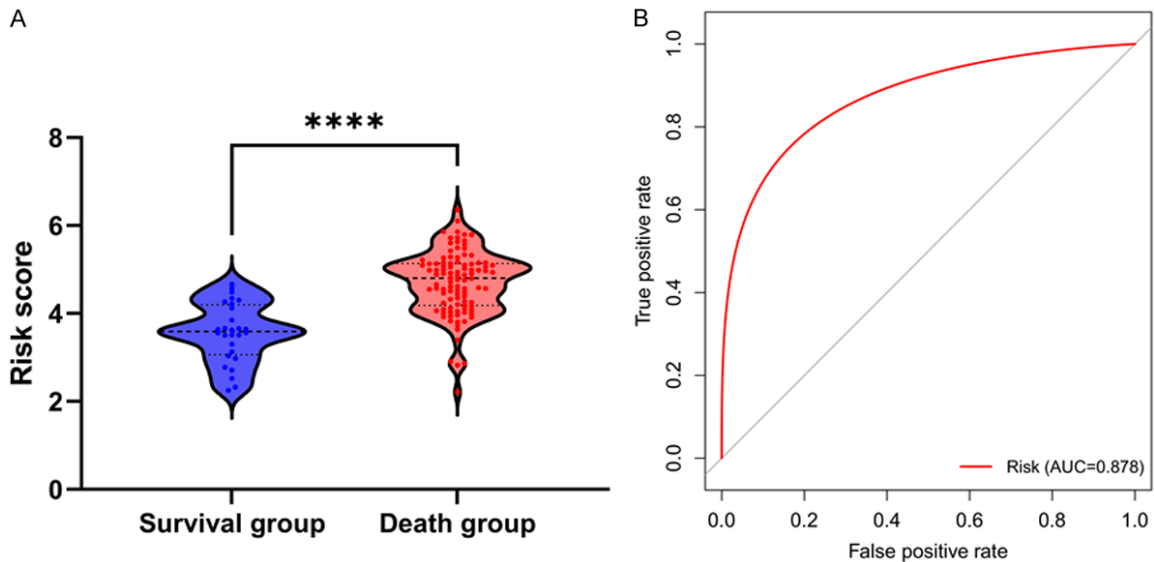 A
****
8
6
4
2
0
Risk score
Survival group
Death group
B
1.0
0.8
0.6
0.4
0.2
0.0
True positive rate
Risk (AUC=0.878)
0.0 0.2 0.4 0.6 0.8 1.0
False positive rate